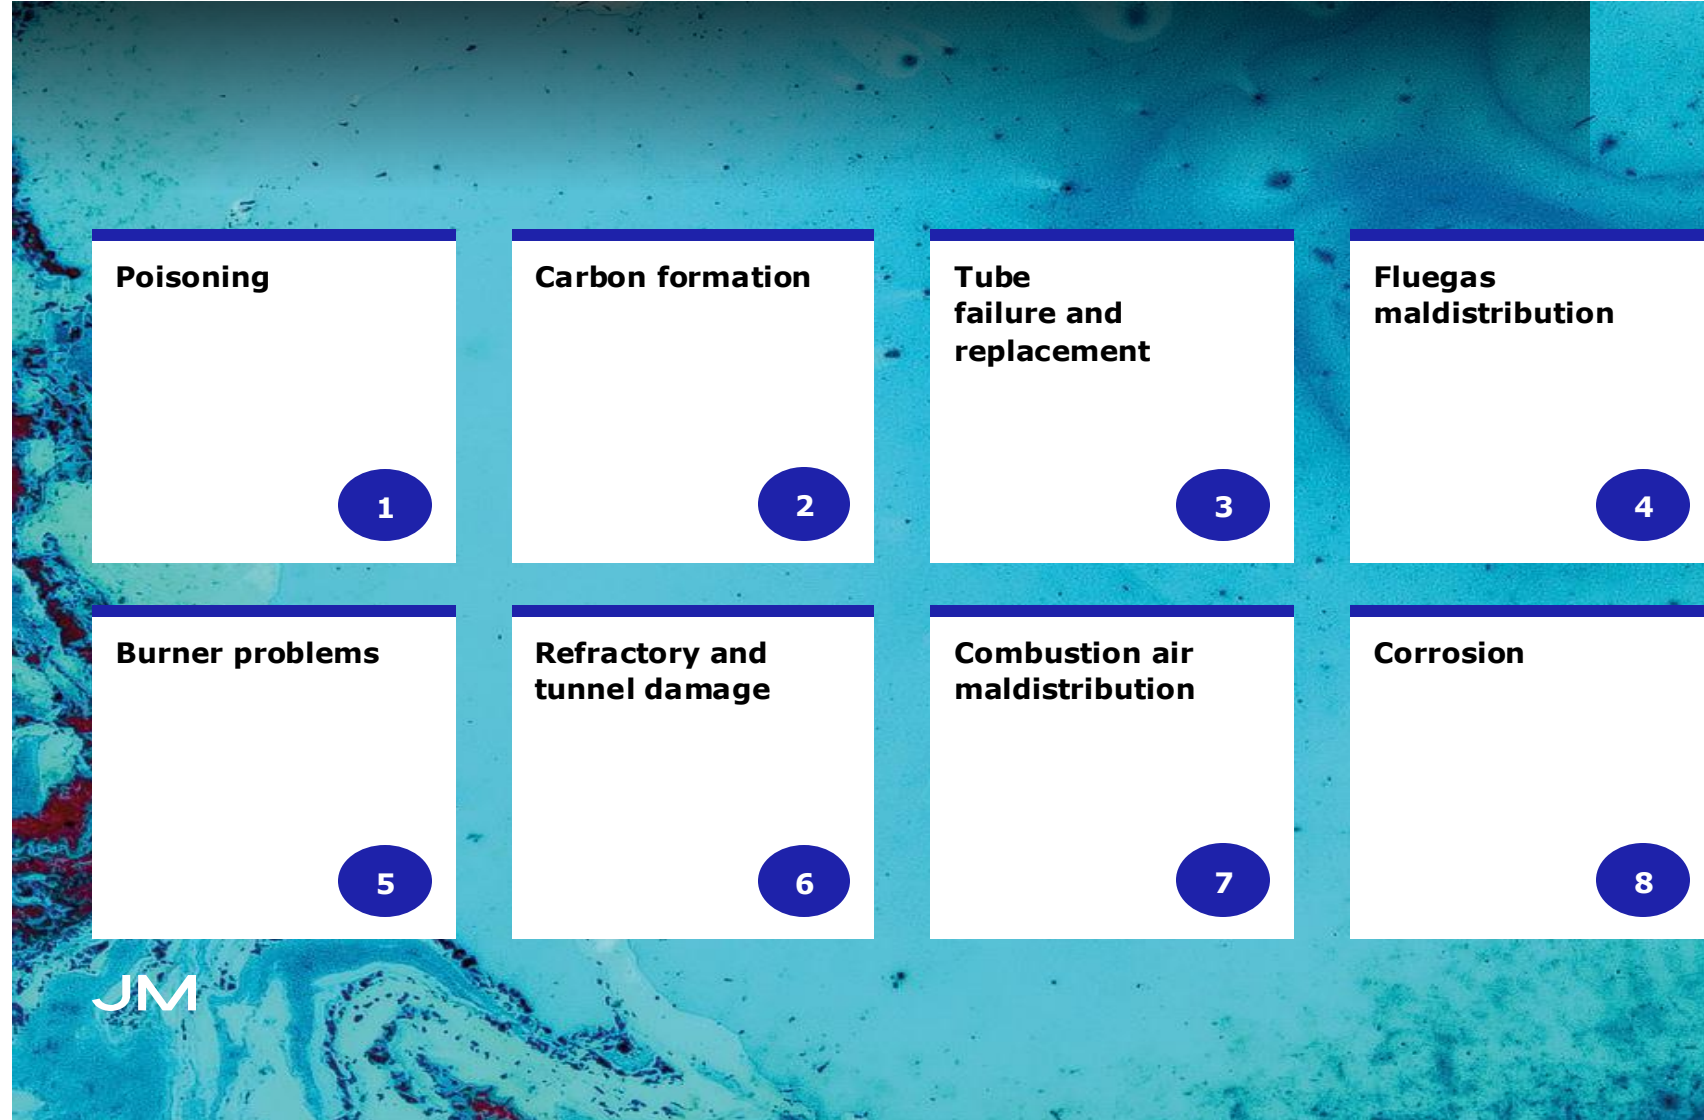 Poisoning
1
Carbon formation
2
Tube
failure and
replacement
3
Fluegas
maldistribution
4
Burner problems
5
Refractory and
tunnel damage
6
Combustion air
maldistribution
7
Corrosion
8
JM